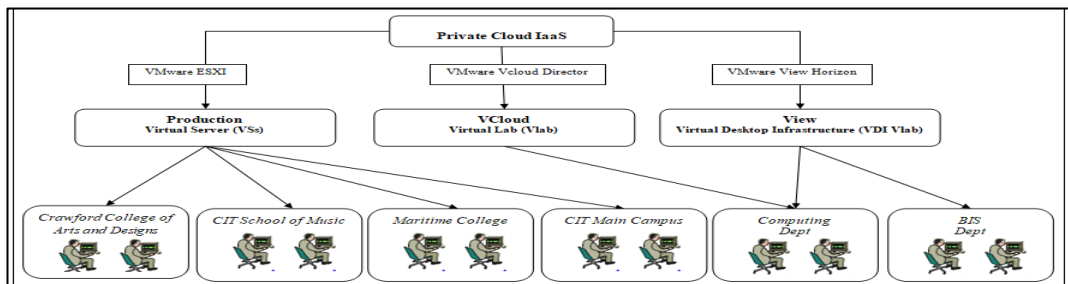 Private Cloud IaaS
VMware ESXI
VMware Vcloud Director
VMware View Horizon
Production
Virtual Server (VSs)
VCloud
Virtual Lab (Vlab)
View
Virtual Desktop Infrastructure (VDI Vlab)
Crawford College of
Arts and Designs
CIT School of Music
Maritime College
CIT Main Campus
Computing
Dept
BIS
Dept